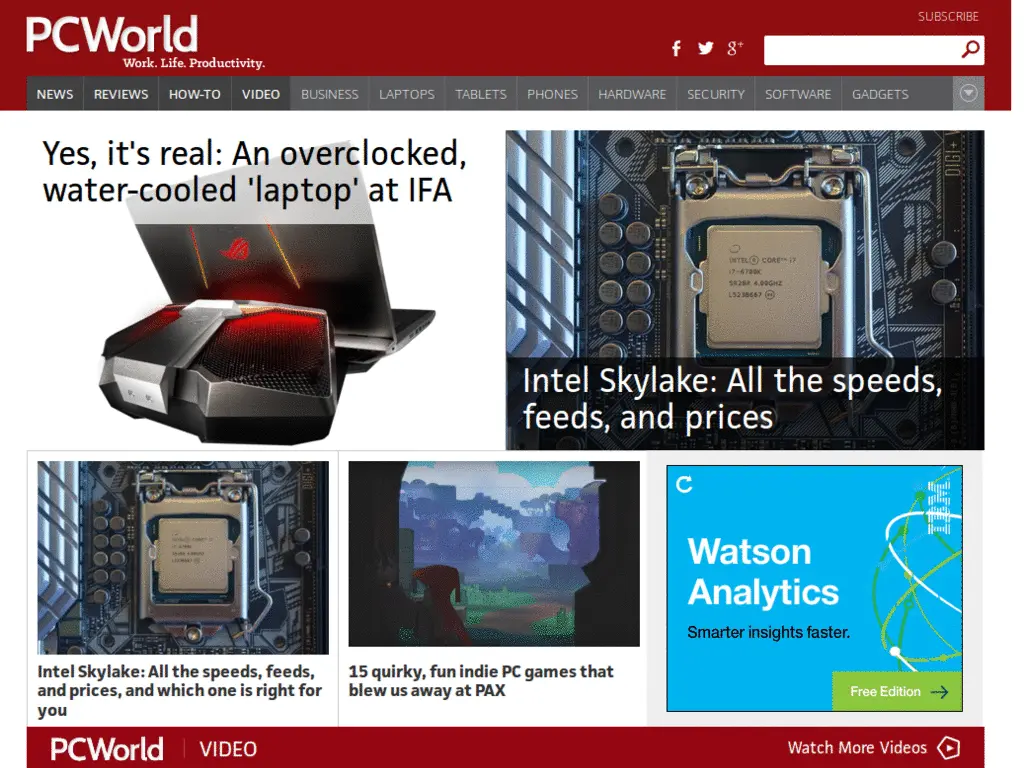 SUBSCRIBE
PCWorld
Work. Life. Productivity.
NEWS REVIEWS HOW-TO VIDEO BUSINESS LAPTOPS TABLETS PHONES HARDWARE SECURITY SOFTWARE GADGETS
Yes, it's real: An overclocked,
water-cooled 'laptop' at IFA
DIGI+
INTEL CORE™ i7
i7-6700K
4.00GHZ
Intel Skylake: All the speeds,
feeds, and prices
Intel Skylake: All the speeds, feeds,
and prices, and which one is right for
you
15 quirky, fun indie PC games that
blew us away at PAX
IBM
Watson
Analytics
Smarter insights faster.
Free Edition
PCWorld VIDEO
Watch More Videos